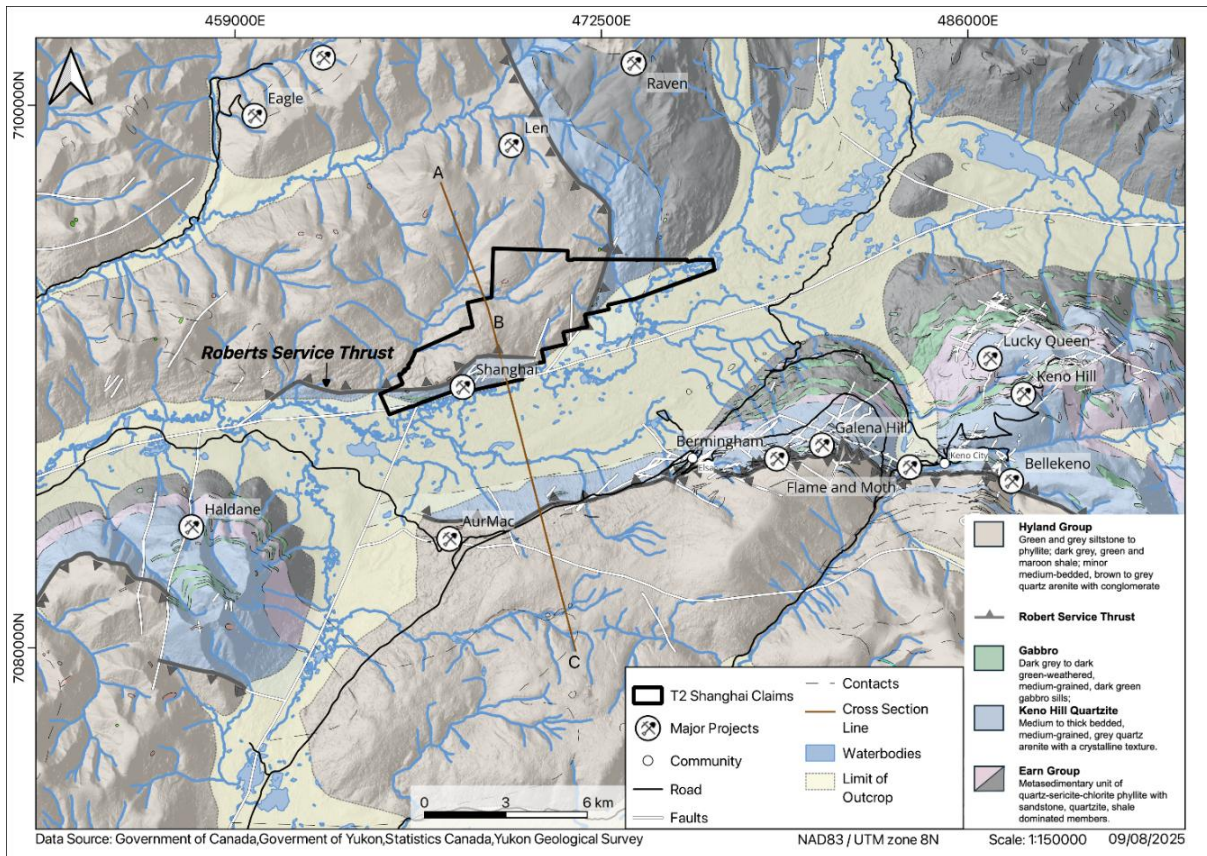 459000E
472500E
486000E
7100000N
7080000N
Eagle
Raven
Len
A
B
Roberts Service Thrust
Shanghai
Lucky Queen
Keno Hill
Galena Hill
Bermingham
Elsa
Keno City
Bellekeno
Flame and Moth
Haldane
AurMac
C
Hyland Group
Green and grey siltstone to
phyllite; dark grey, green and
maroon shale; minor
medium-bedded, brown to grey
quartz arenite with conglomerate
Robert Service Thrust
Gabbro
Dark grey to dark
green-weathered,
medium-grained, dark green
gabbro sills;
Keno Hill Quartzite
Medium to thick bedded,
medium-grained, grey quartz
arenite with a crystalline texture.
Earn Group
Metasedimentary unit of
quartz-sericite-chlorite phyllite with
sandstone, quartzite, shale
dominated members.
T2 Shanghai Claims
Major Projects
Community
Road
Faults
Contacts
Cross Section
Line
Waterbodies
Limit of
Outcrop
0 3 6 km
Data Source: Government of Canada,Goverment of Yukon,Statistics Canada,Yukon Geological Survey
NAD83 / UTM zone 8N
Scale: 1:150000
09/08/2025